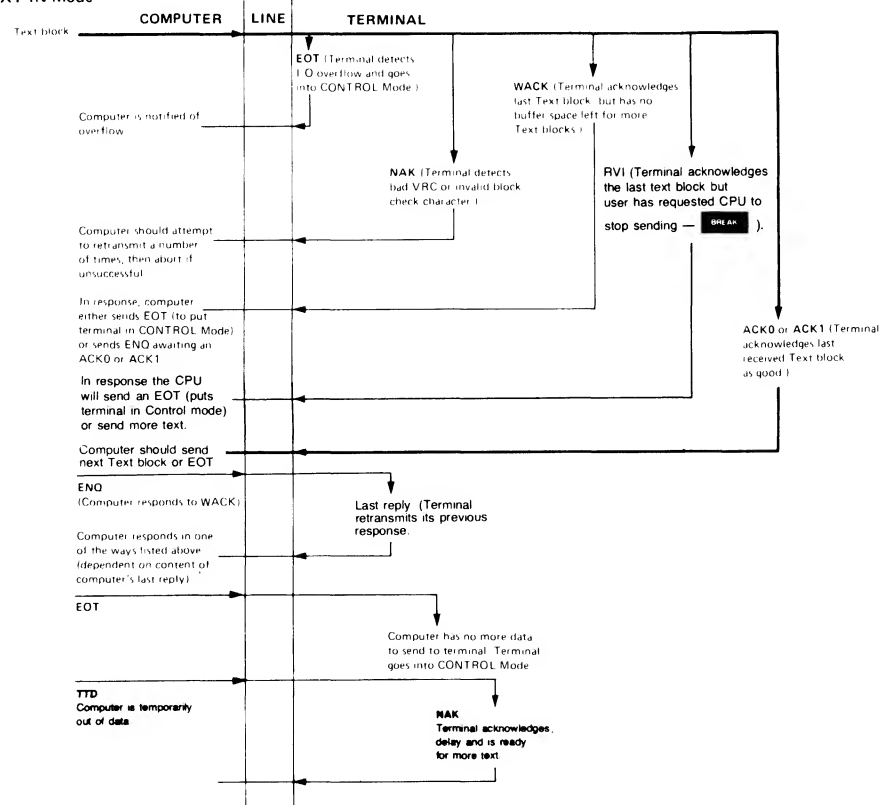 IN Mode
COMPUTER
LINE
TERMINAL
Text block
EOT (Terminal detects
I O overflow and goes
into CONTROL Mode )
Computer is notified of
overflow
WACK (Terminal acknowledges
last Text block but has no
buffer space left for more
Text blocks )
NAK (Terminal detects
bad VRC or invalid block
check character )
RVI (Terminal acknowledges
the last text block but
user has requested CPU to
stop sending — BREAK ).
Computer should attempt
to retransmit a number
of times, then abort if
unsuccessful
In response, computer
either sends EOT (to put
terminal in CONTROL Mode)
or sends ENQ awaiting an
ACK0 or ACK1
ACK0 or ACK1 (Terminal
acknowledges last
received Text block
as good )
In response the CPU
will send an EOT (puts
terminal in Control mode)
or send more text.
Computer should send
next Text block or EOT
ENQ
(Computer responds to WACK)
Last reply (Terminal
retransmits its previous
response.
Computer responds in one
of the ways listed above
(dependent on content of
computer's last reply)
EOT
Computer has no more data
to send to terminal. Terminal
goes into CONTROL Mode
TTD
Computer is temporarily
out of data
NAK
Terminal acknowledges,
delay and is ready
for more text